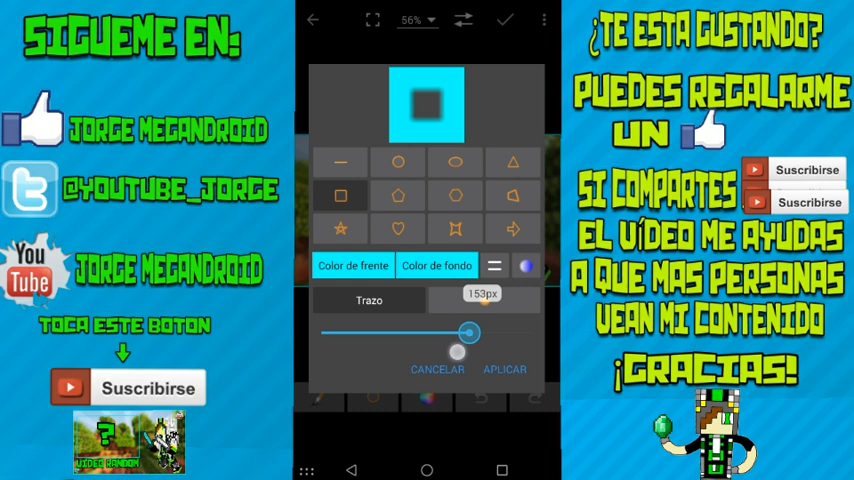 SIGUEME EN:
JORGE MEGANDROID
@YOUTUBE_JORGE
You
Tube
JORGE MEGANDROID
TOCA ESTE BOTON
Suscribirse
?
VIDEO RANDOM
56%
Color de frente
Color de fondo
Trazo
153px
CANCELAR
APLICAR
¿TE ESTA GUSTANDO?
PUEDES REGALARME
UN
SI COMPARTES
Suscribirse
Suscribirse
EL VÍDEO ME AYUDAS
A QUE MAS PERSONAS
VEAN MI CONTENIDO
¡GRACIAS!